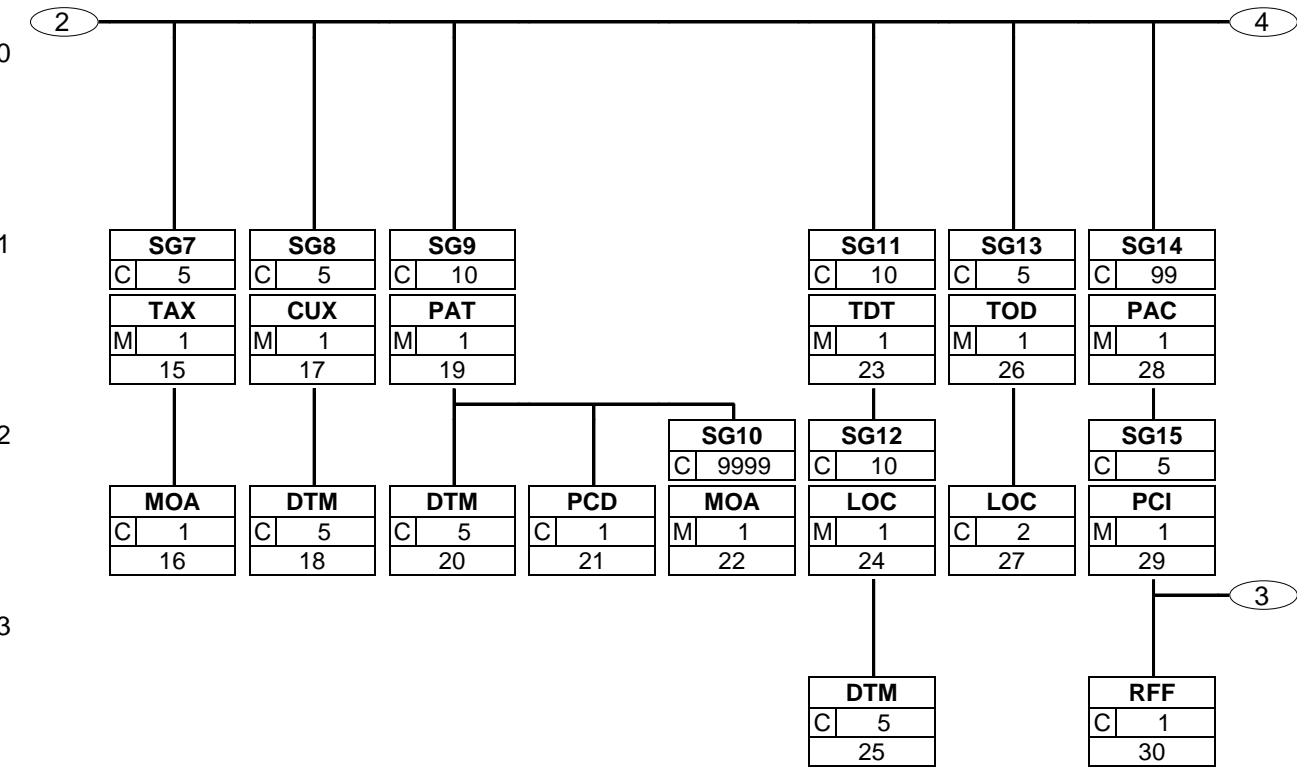 2 4
0
1
SG7 SG8 SG9 SG11 SG13 SG14
C 5 C 5 C 10 C 10 C 5 C 99
TAX CUX PAT TDT TOD PAC
M 1 M 1 M 1 M 1 M 1 M 1
15 17 19 23 26 28
2
SG10 SG12 SG15
C 9999 C 10 C 5
MOA DTM DTM PCD MOA LOC LOC PCI
C 1 C 5 C 5 C 1 M 1 M 1 C 2 M 1
16 18 20 21 22 24 27 29
3
3
DTM RFF
C 5 C 1
25 30